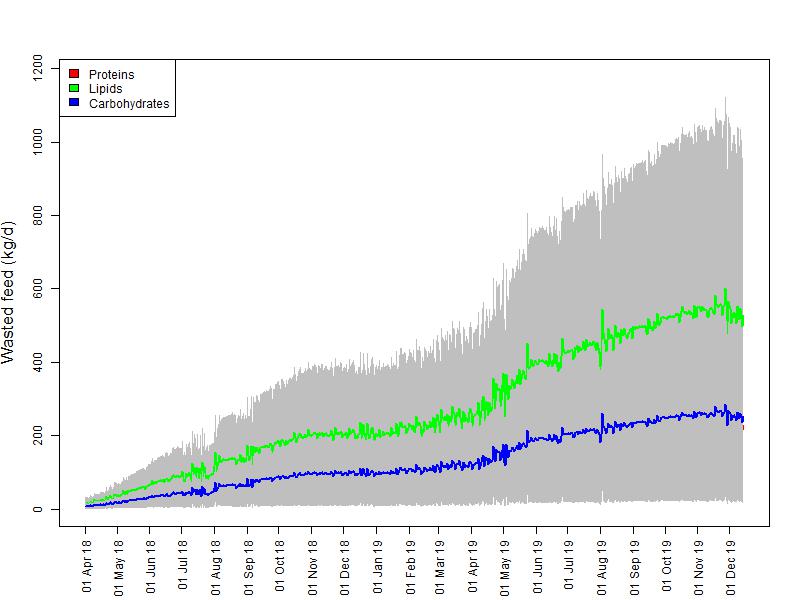 Proteins
Lipids
Carbohydrates
Wasted feed (kg/d)
1200
1000
800
600
400
200
0
01 Apr 18
01 May 18
01 Jun 18
01 Jul 18
01 Aug 18
01 Sep 18
01 Oct 18
01 Nov 18
01 Dec 18
01 Jan 19
01 Feb 19
01 Mar 19
01 Apr 19
01 May 19
01 Jun 19
01 Jul 19
01 Aug 19
01 Sep 19
01 Oct 19
01 Nov 19
01 Dec 19